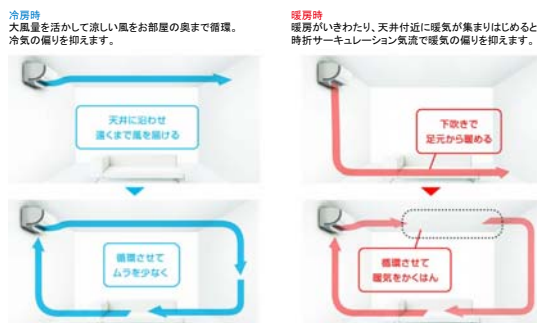 冷房時
大風量を活かして涼しい風をお部屋の奥まで循環。
冷気の偏りを抑えます。
天井に沿わせ
遠くまで風を届ける
循環させて
ムラを少なく
暖房時
暖房がいきわたり、天井付近に暖気が集まりはじめると
時折サーキュレーション気流で暖気の偏りを抑えます。
下吹きで
足元から暖める
循環させて
暖気をかくはん